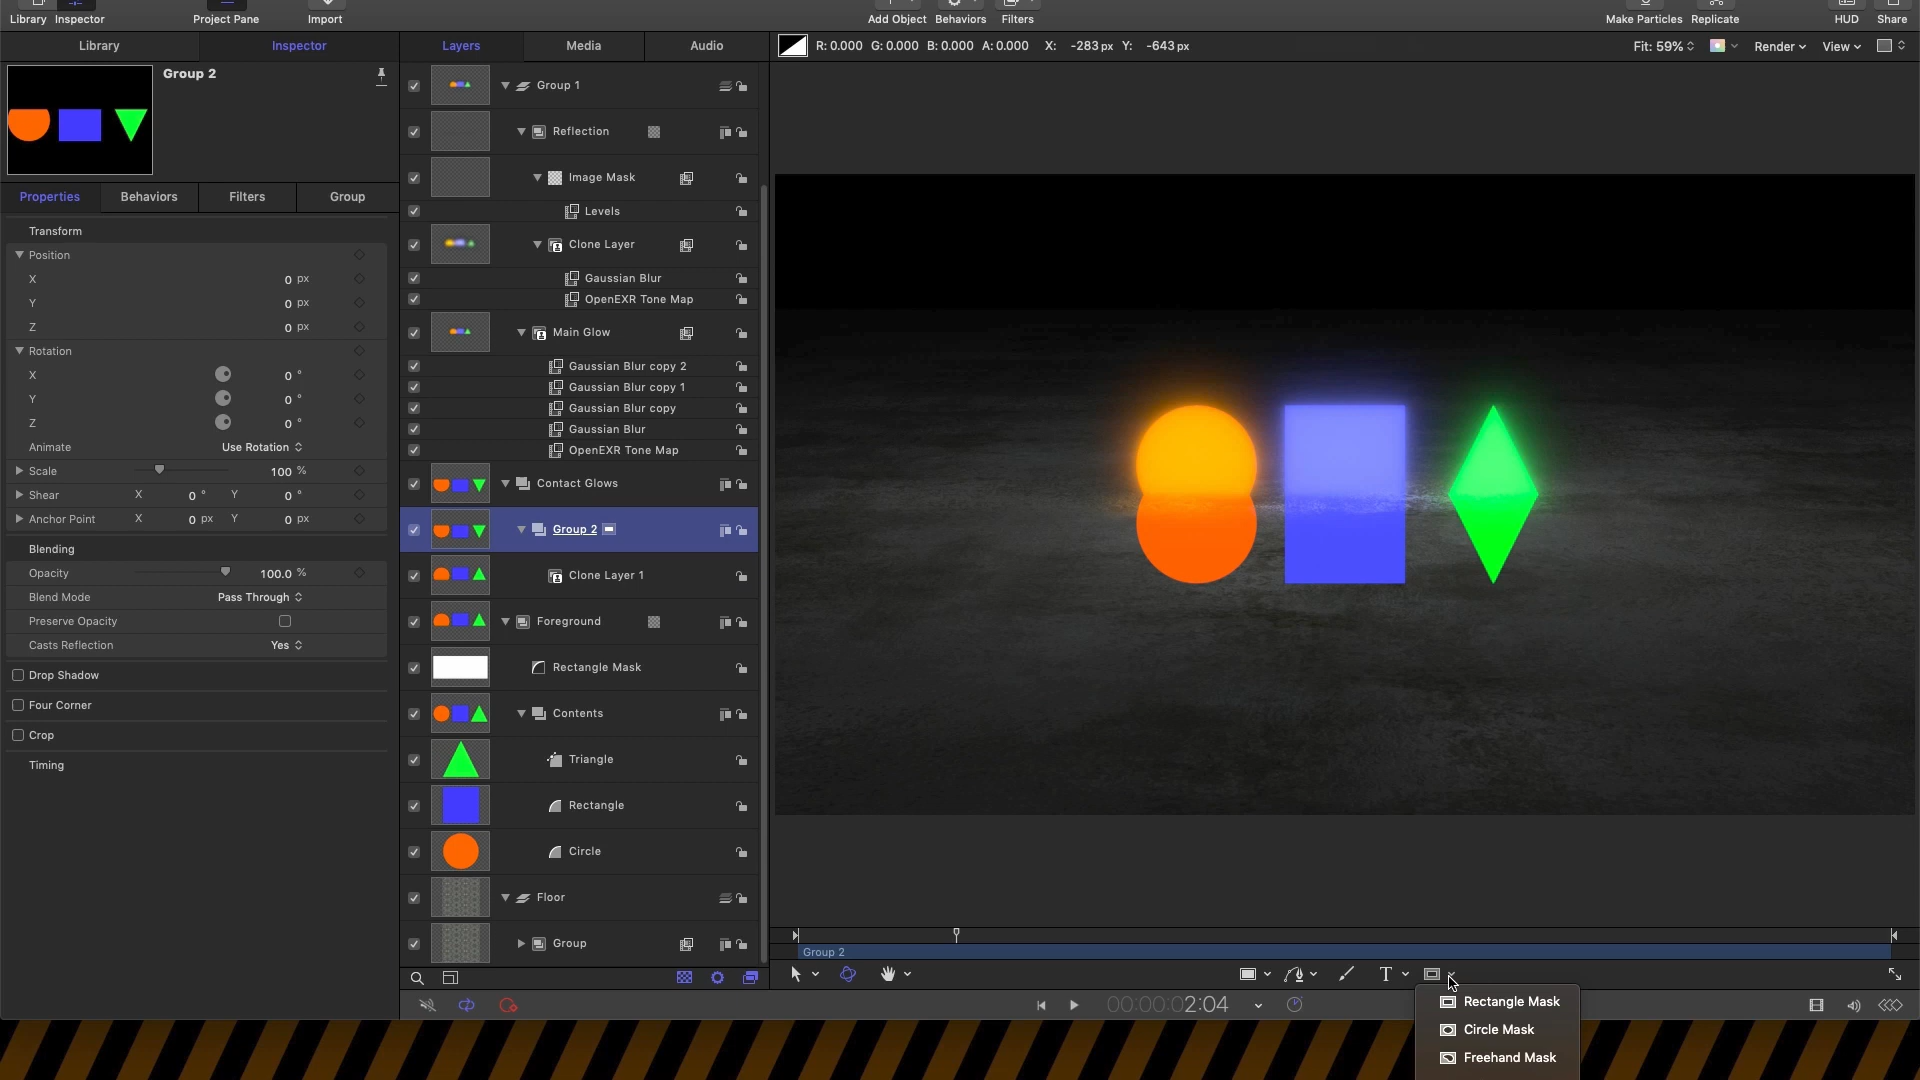 Library Inspector Project Pane Import Add Object Behaviors Filters Make Particles Replicate HUD Share
Library Inspector Layers Media Audio R: 0.000 G: 0.000 B: 0.000 A: 0.000 X: -283 px Y: -643 px Fit: 59% Render View
Group 2
Properties Behaviors Filters Group
Transform
Position
X 0 px
Y 0 px
Z 0 px
Rotation
X 0 °
Y 0 °
Z 0 °
Animate Use Rotation
Scale 100 %
Shear X 0 ° Y 0 °
Anchor Point X 0 px Y 0 px
Blending
Opacity 100.0 %
Blend Mode Pass Through
Preserve Opacity
Casts Reflection Yes
Drop Shadow
Four Corner
Crop
Timing
Group 1
Reflection
Image Mask
Levels
Clone Layer
Gaussian Blur
OpenEXR Tone Map
Main Glow
Gaussian Blur copy 2
Gaussian Blur copy 1
Gaussian Blur copy
Gaussian Blur
OpenEXR Tone Map
Contact Glows
Group 2
Clone Layer 1
Foreground
Rectangle Mask
Contents
Triangle
Rectangle
Circle
Floor
Group
Group 2
T
00:00:02:04
Rectangle Mask
Circle Mask
Freehand Mask